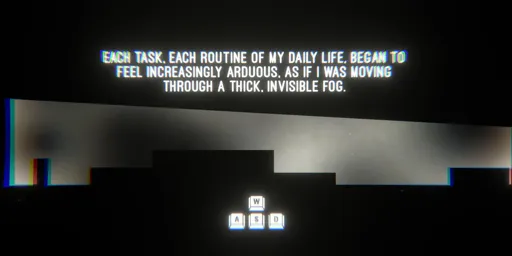 EACH TASK, EACH ROUTINE OF MY DAILY LIFE, BEGAN TO
FEEL INCREASINGLY ARDUOUS, AS IF I WAS MOVING
THROUGH A THICK, INVISIBLE FOG.
W
A S D